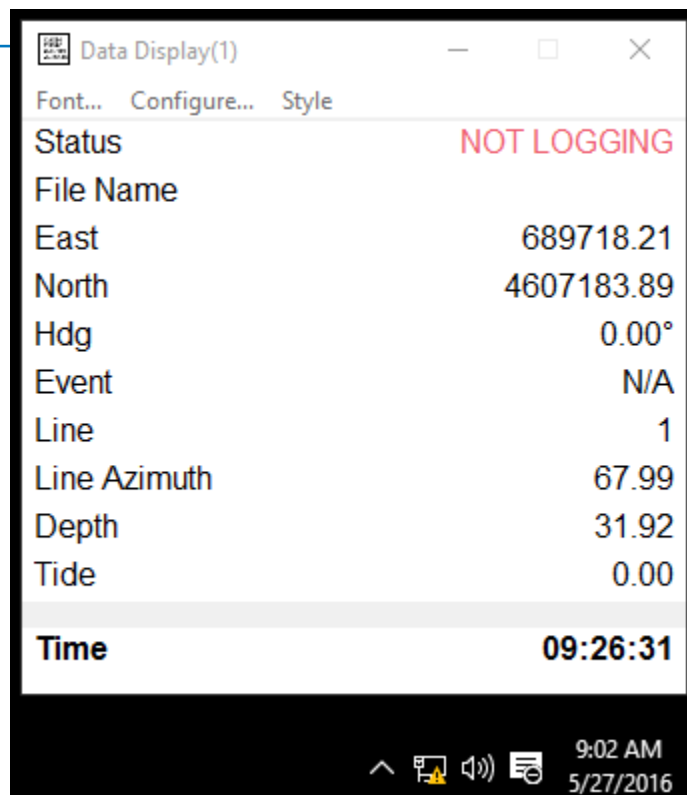 Data Display(1)
Font... Configure... Style
Status NOT LOGGING
File Name
East 689718.21
North 4607183.89
Hdg 0.00°
Event N/A
Line 1
Line Azimuth 67.99
Depth 31.92
Tide 0.00
Time 09:26:31
9:02 AM
5/27/2016